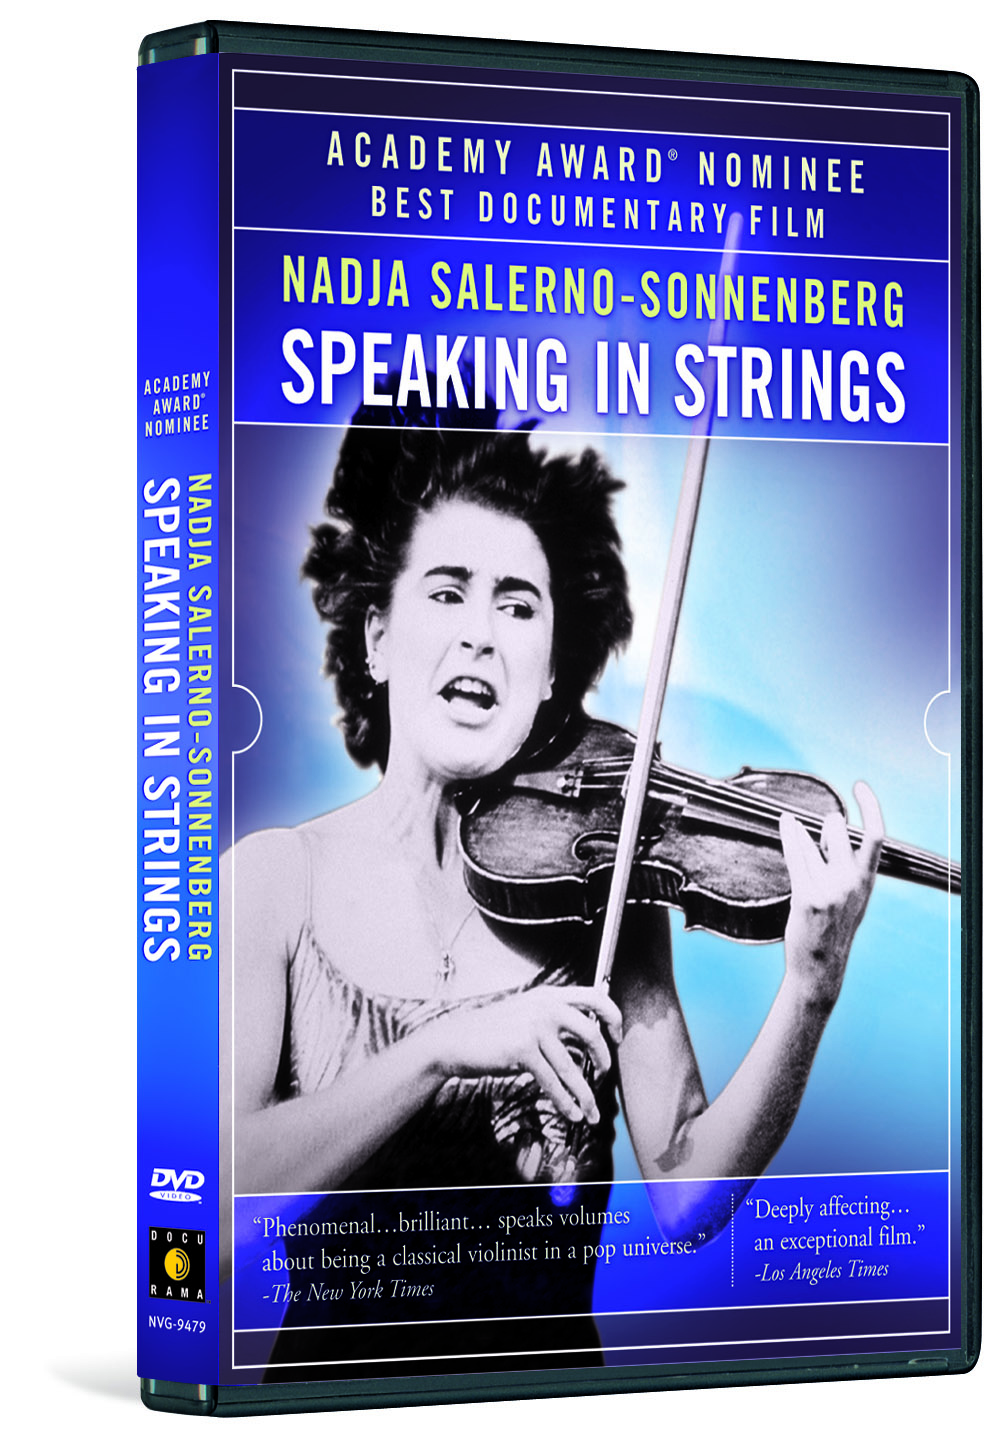 ACADEMY AWARD® NOMINEE
BEST DOCUMENTARY FILM
NADJA SALERNO-SONNENBERG
SPEAKING IN STRINGS
"Phenomenal…brilliant… speaks volumes
about being a classical violinist in a pop universe."
-The New York Times
"Deeply affecting…
an exceptional film."
-Los Angeles Times
ACADEMY
AWARD®
NOMINEE
NADJA SALERNO-SONNENBERG
SPEAKING IN STRINGS
DVD
VIDEO
DOCU
RAMA
NVG-9479